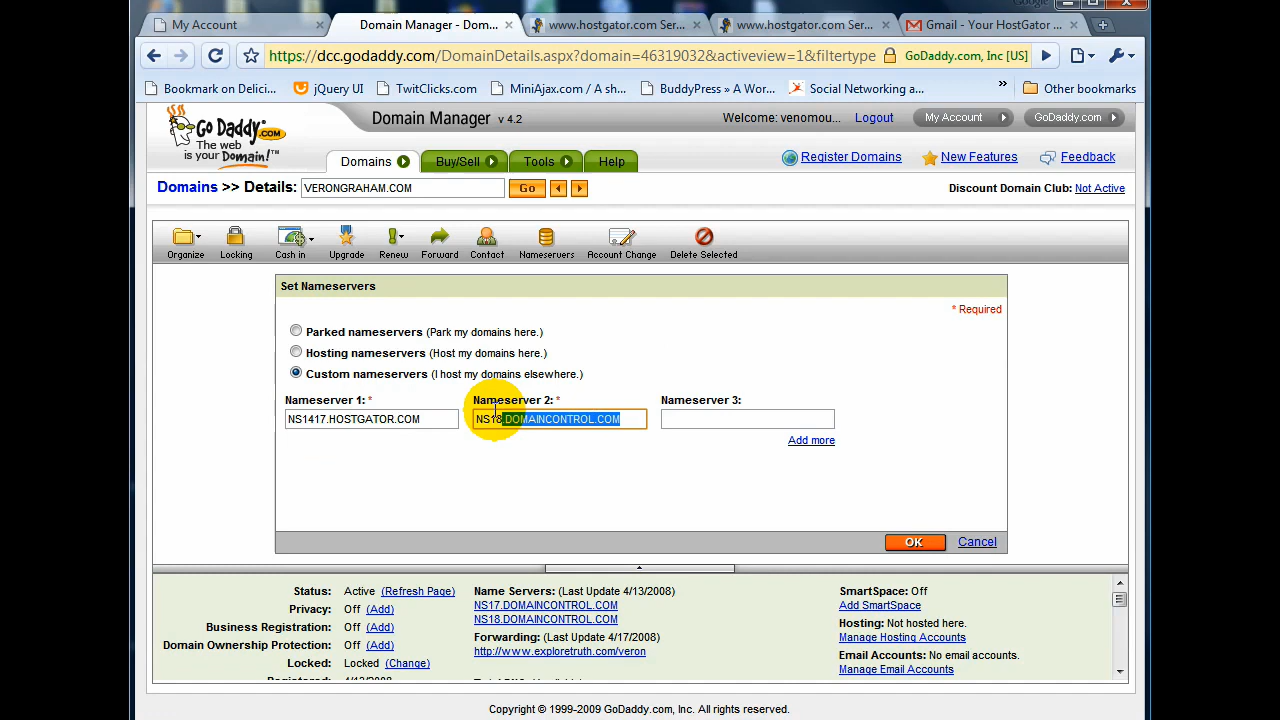 Google
My Account
Domain Manager - Dom...
www.hostgator.com Ser...
www.hostgator.com Ser...
Gmail - Your HostGator ...
https://dcc.godaddy.com/DomainDetails.aspx?domain=46319032&activeview=1&filtertype
GoDaddy.com, Inc [US]
Bookmark on Delici...
jQuery UI
TwitClicks.com
MiniAjax.com / A sh...
BuddyPress » A Wor...
Social Networking a...
»
Other bookmarks
Go Daddy.com
The web
is your Domain!™
Domain Manager v 4.2
Welcome: venomou...
Logout
My Account
GoDaddy.com
Domains
Buy/Sell
Tools
Help
Register Domains
New Features
Feedback
Domains >> Details: VERONGRAHAM.COM Go
Discount Domain Club: Not Active
Organize
Locking
Cash in
Upgrade
Renew
Forward
Contact
Nameservers
Account Change
Delete Selected
Set Nameservers
* Required
Parked nameservers (Park my domains here.)
Hosting nameservers (Host my domains here.)
Custom nameservers (I host my domains elsewhere.)
Nameserver 1: *
Nameserver 2: *
Nameserver 3:
NS1417.HOSTGATOR.COM
NS18.DOMAINCONTROL.COM
Add more
OK
Cancel
Status: Active (Refresh Page)
Privacy: Off (Add)
Business Registration: Off (Add)
Domain Ownership Protection: Off (Add)
Locked: Locked (Change)
Registered: 4/13/2008
Name Servers: (Last Update 4/13/2008)
NS17.DOMAINCONTROL.COM
NS18.DOMAINCONTROL.COM
Forwarding: (Last Update 4/17/2008)
http://www.exploretruth.com/veron
SmartSpace: Off
Add SmartSpace
Hosting: Not hosted here.
Manage Hosting Accounts
Email Accounts: No email accounts.
Manage Email Accounts
Copyright © 1999-2009 GoDaddy.com, Inc. All rights reserved.